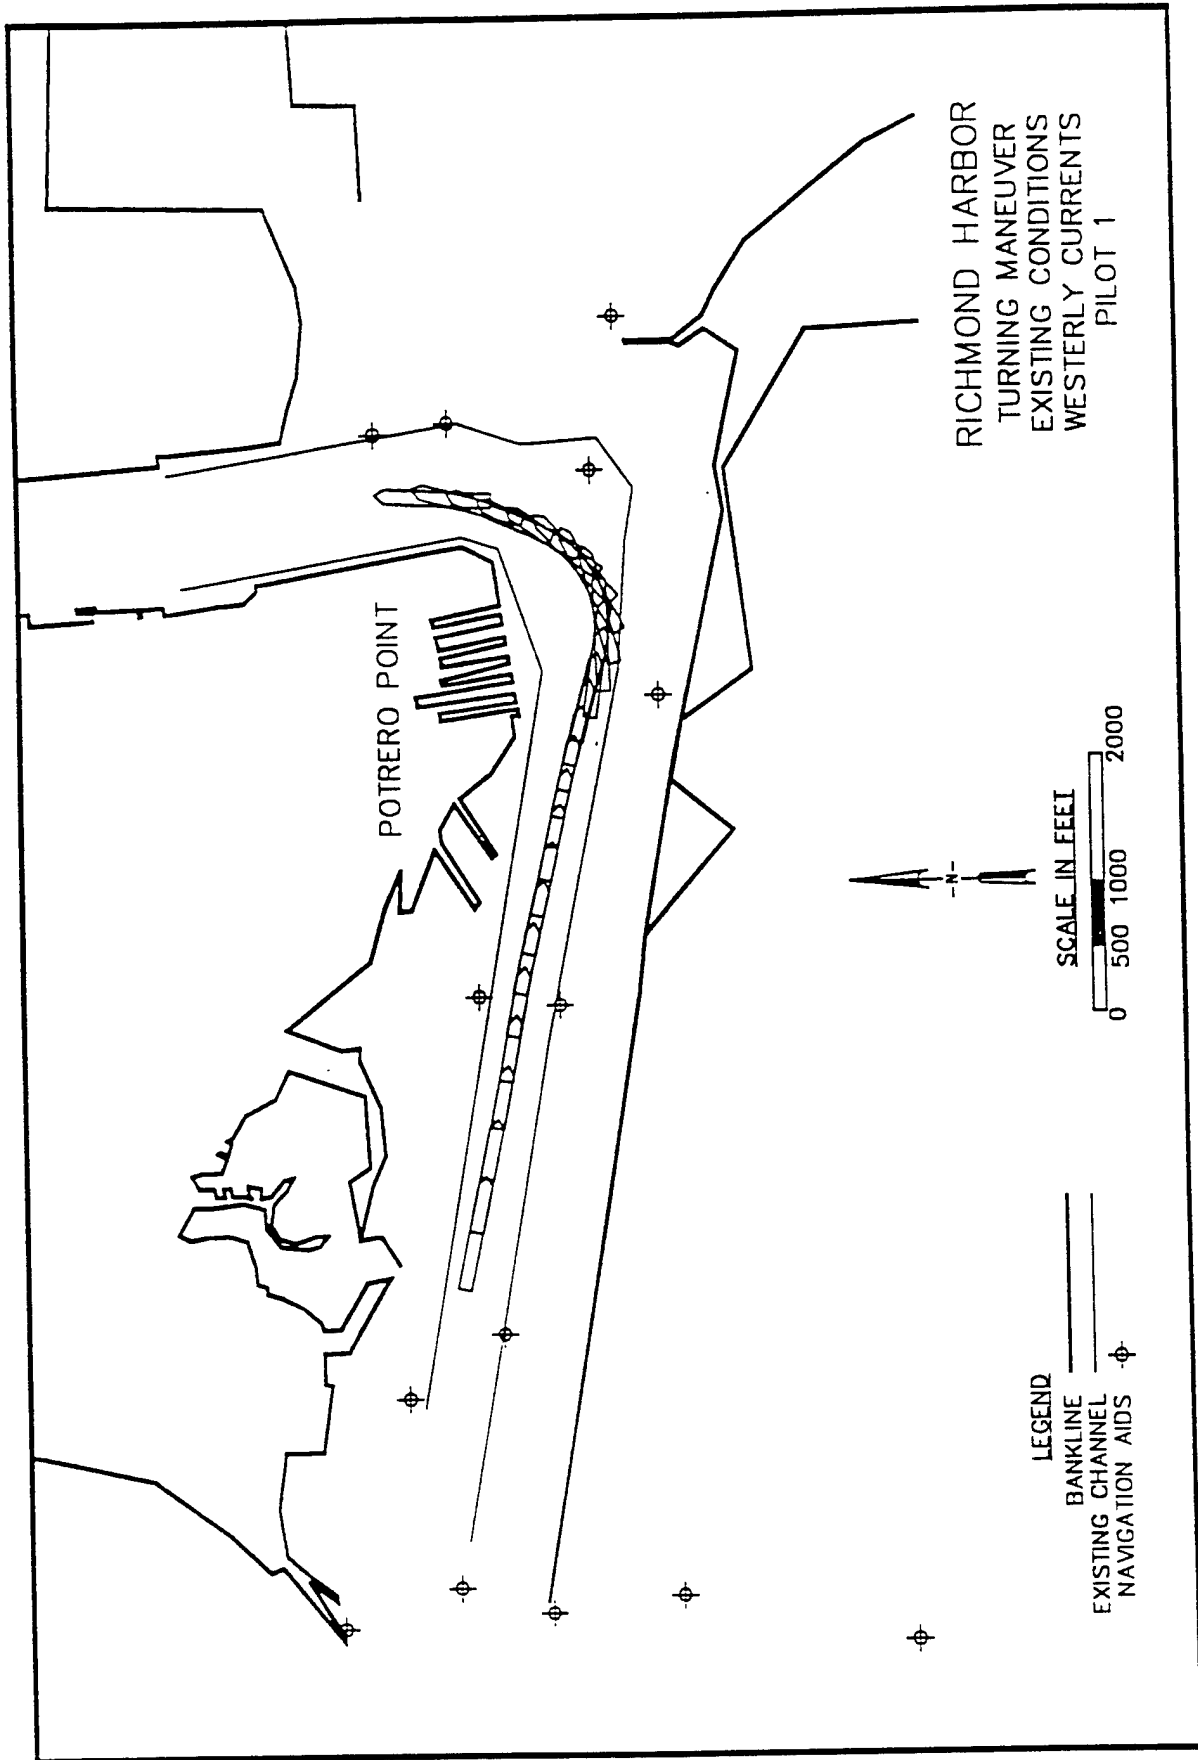 POTRERO POINT
RICHMOND HARBOR
TURNING MANEUVER
EXISTING CONDITIONS
WESTERLY CURRENTS
PILOT 1
-N-
SCALE IN FEET
0 500 1000 2000
LEGEND
BANKLINE
EXISTING CHANNEL
NAVIGATION AIDS